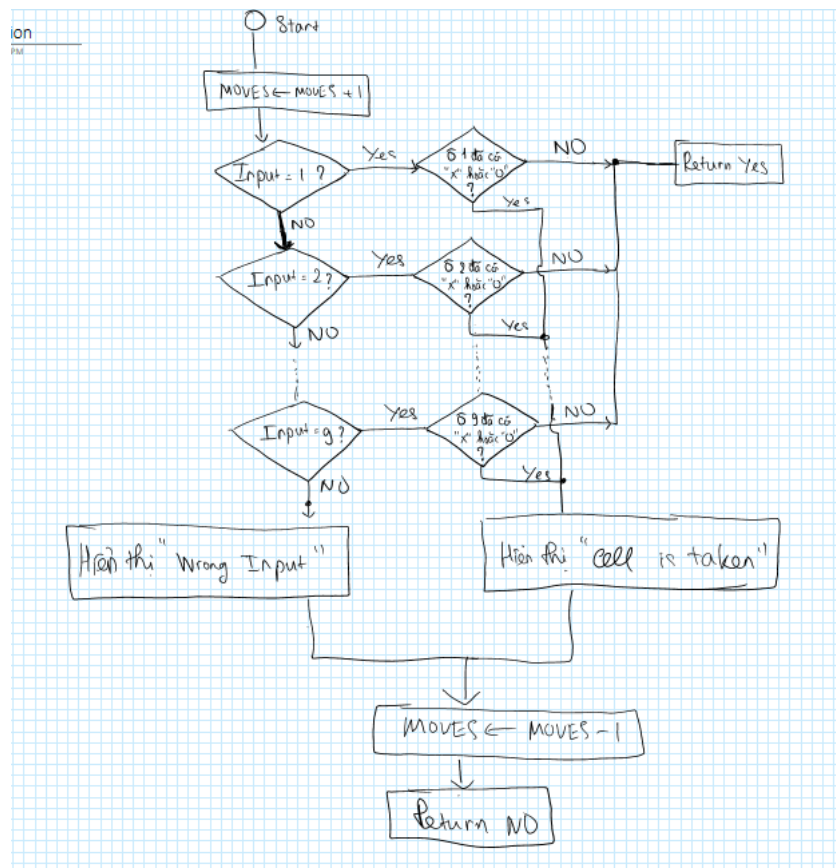 Start
ion
PM
MOVES ← MOVES + 1
Input = 1 ?
Yes
ô 1 đã có
"X" hoặc "O"
?
NO
Return Yes
Yes
NO
Input = 2 ?
Yes
ô 2 đã có
"X" hoặc "O"
?
NO
Yes
NO
Input = 9 ?
Yes
ô 9 đã có
"X" hoặc "O"
?
NO
Yes
NO
Hiển thị "Wrong Input"
Hiển thị "cell is taken"
MOVES ← MOVES - 1
Return NO